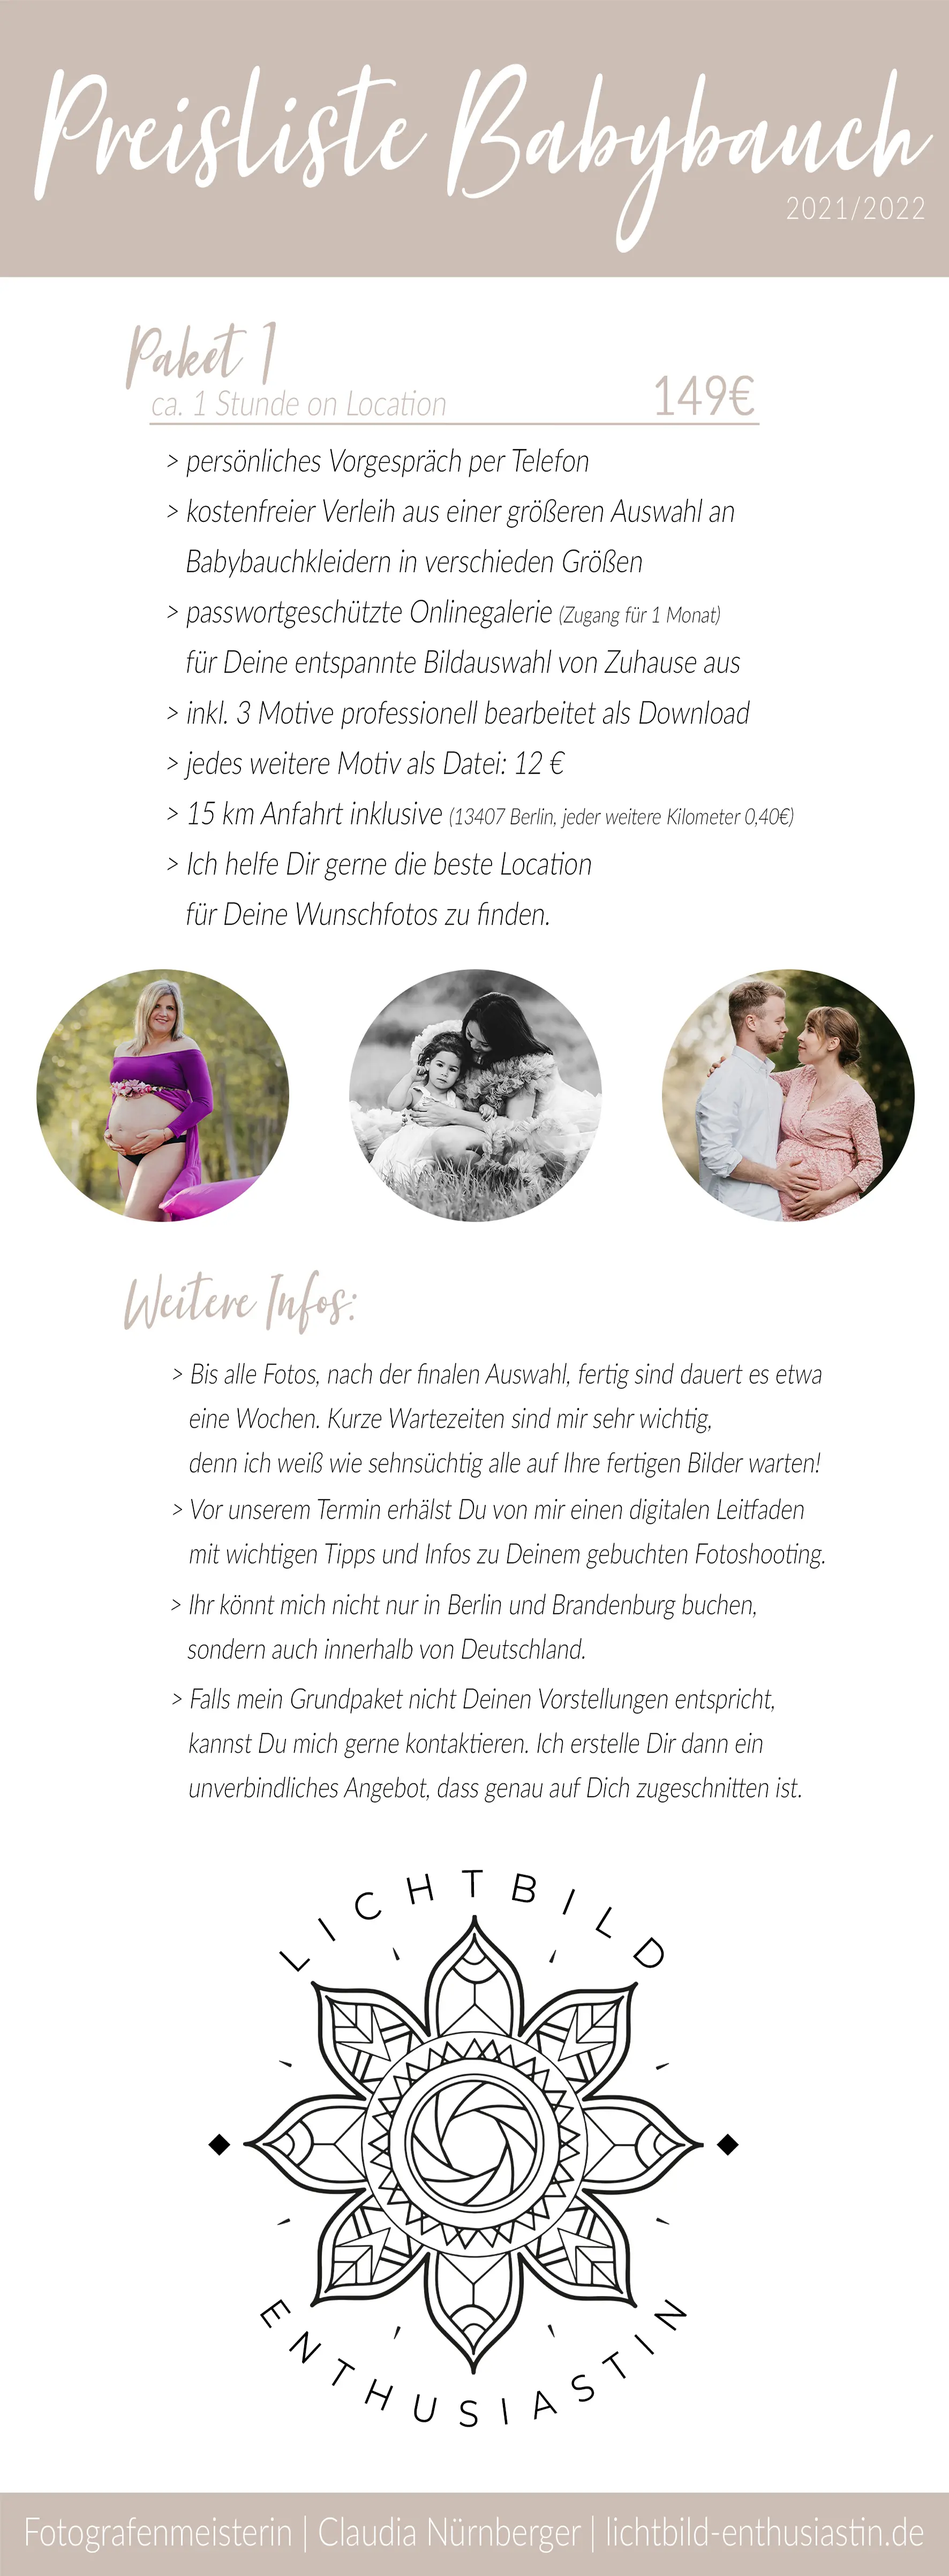 Preisliste Babybauch
2021/2022
Paket 1
ca. 1 Stunde on Location 149€
> persönliches Vorgespräch per Telefon
> kostenfreier Verleih aus einer größeren Auswahl an
Babybauchkleidern in verschieden Größen
> passwortgeschützte Onlinegalerie (Zugang für 1 Monat)
für Deine entspannte Bildauswahl von Zuhause aus
> inkl. 3 Motive professionell bearbeitet als Download
> jedes weitere Motiv als Datei: 12 €
> 15 km Anfahrt inklusive (13407 Berlin, jeder weitere Kilometer 0,40€)
> Ich helfe Dir gerne die beste Location
für Deine Wunschfotos zu finden.
Weitere Infos:
> Bis alle Fotos, nach der finalen Auswahl, fertig sind dauert es etwa
eine Wochen. Kurze Wartezeiten sind mir sehr wichtig,
denn ich weiß wie sehnsüchtig alle auf Ihre fertigen Bilder warten!
> Vor unserem Termin erhälst Du von mir einen digitalen Leitfaden
mit wichtigen Tipps und Infos zu Deinem gebuchten Fotoshooting.
> Ihr könnt mich nicht nur in Berlin und Brandenburg buchen,
sondern auch innerhalb von Deutschland.
> Falls mein Grundpaket nicht Deinen Vorstellungen entspricht,
kannst Du mich gerne kontaktieren. Ich erstelle Dir dann ein
unverbindliches Angebot, dass genau auf Dich zugeschnitten ist.
LICHTBILD
ENTHUSIASTIN
Fotografenmeisterin | Claudia Nürnberger | lichtbild-enthusiastin.de